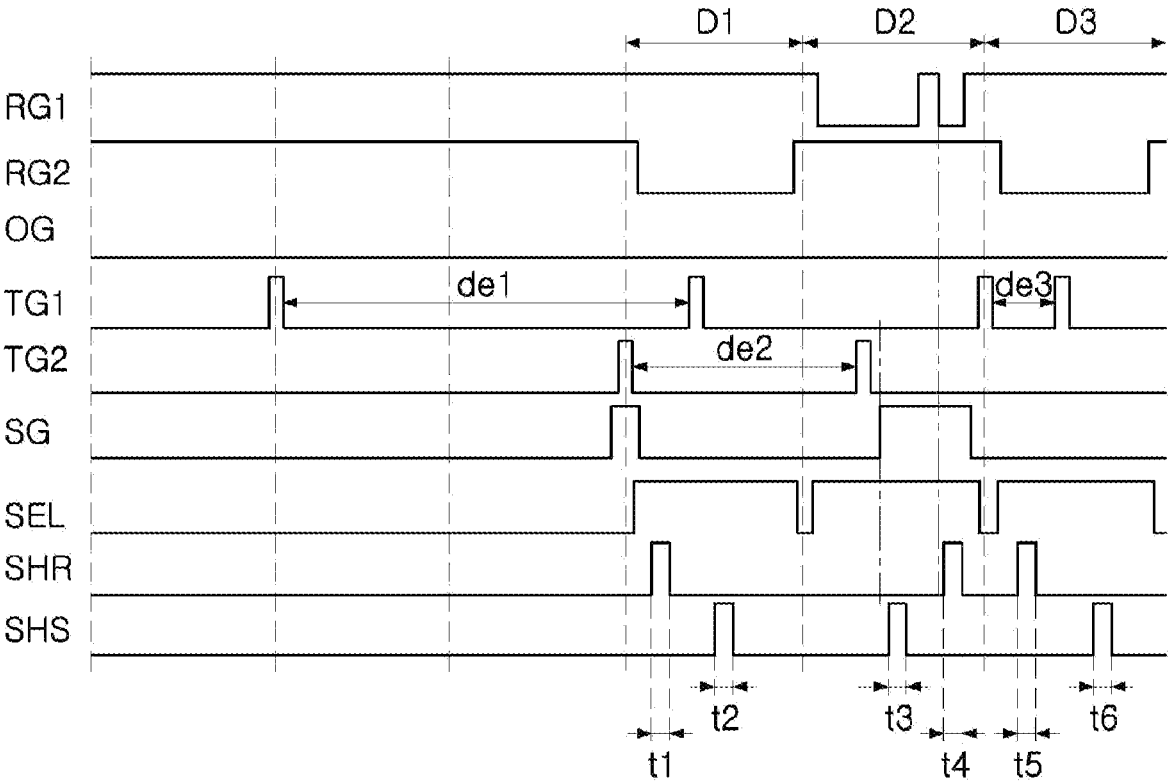 D1 D2 D3
RG1
RG2
OG
TG1 de1 de3
TG2 de2
SG
SEL
SHR
SHS
t2 t3 t6
t1 t4 t5